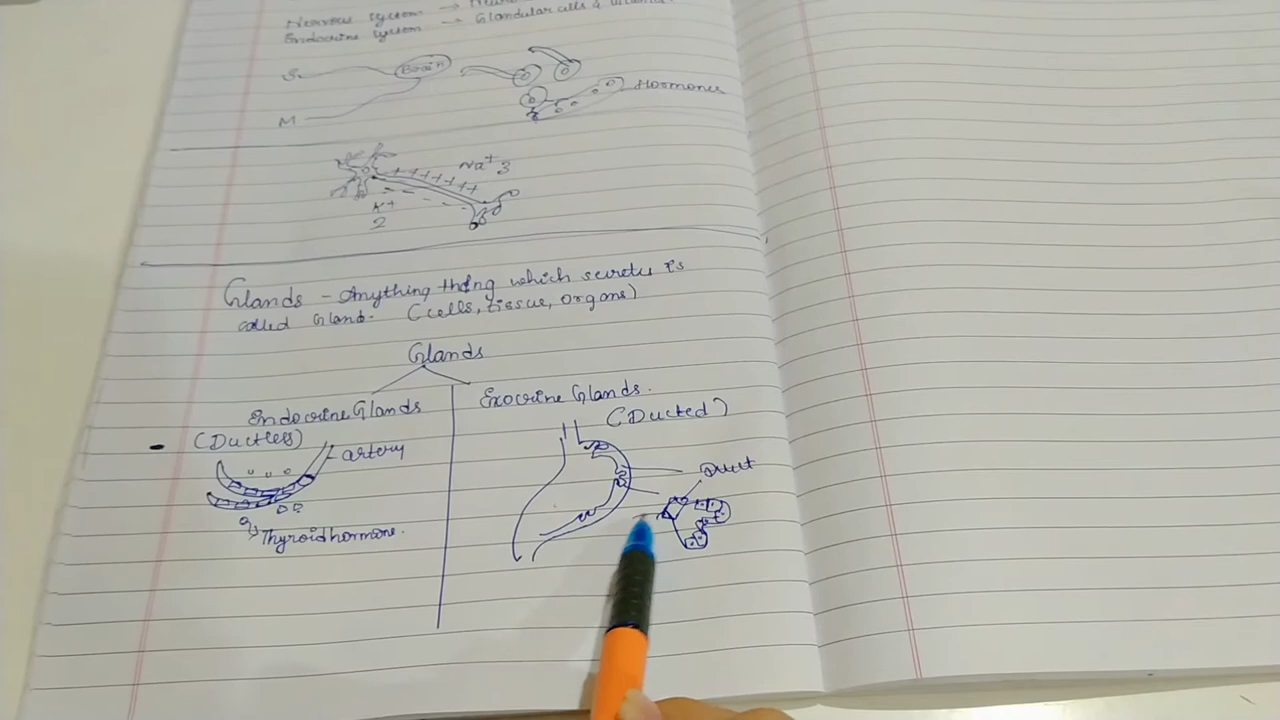 Nervous system →
Endocrine system → Glandular cells &
S
Brain
Hormones
M
Na+ 3
K+
2
Glands - Anything thing which secretes is
called Gland. (cells, tissue, organs)
Glands
Endocrine Glands
(Ductless)
artery
Thyroid hormone.
Exocrine Glands.
(Ducted)
Duct